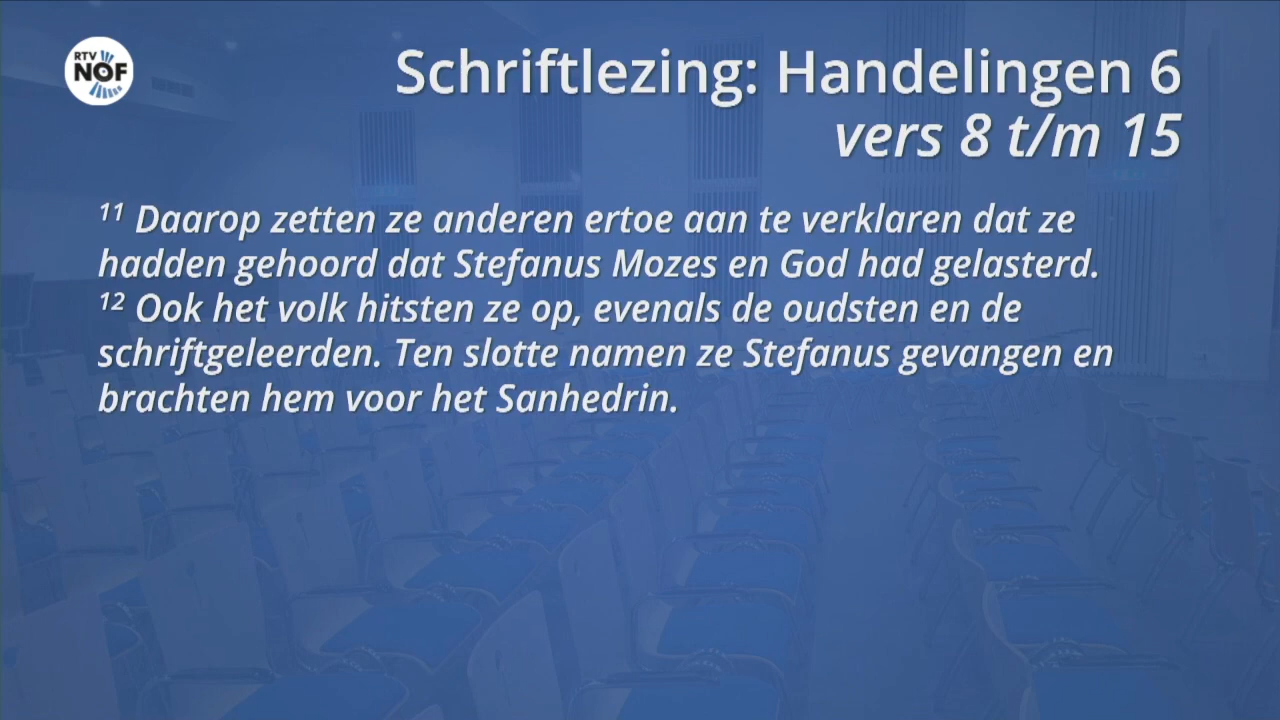 RTV
NOF
Schriftlezing: Handelingen 6
vers 8 t/m 15
11 Daarop zetten ze anderen ertoe aan te verklaren dat ze
hadden gehoord dat Stefanus Mozes en God had gelasterd.
12 Ook het volk hitsten ze op, evenals de oudsten en de
schriftgeleerden. Ten slotte namen ze Stefanus gevangen en
brachten hem voor het Sanhedrin.